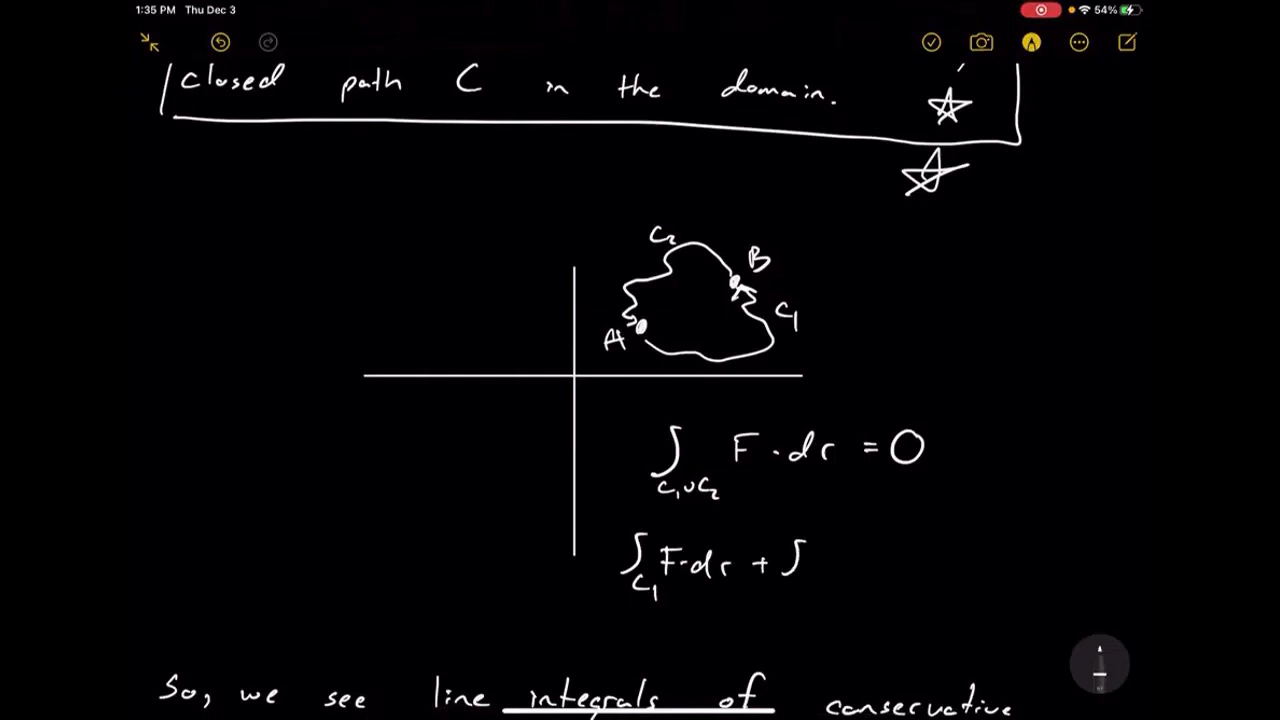 1:35 PM Thu Dec 3
54%
closed path C in the domain.
C₂
B
C₁
A
∫_{C₁∪C₂} F · dr = 0
∫_{C₁} F·dr + ∫
So, we see line integrals of conservative